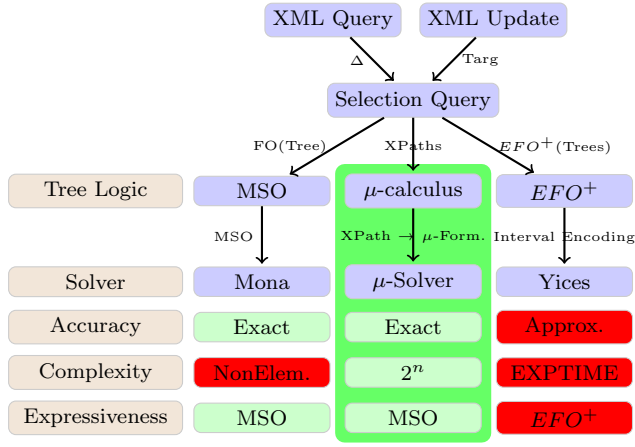 XML Query XML Update
Δ Targ
Selection Query
FO(Tree) XPaths EFO⁺(Trees)
Tree Logic MSO μ-calculus EFO⁺
MSO XPath → μ-Form. Interval Encoding
Solver Mona μ-Solver Yices
Accuracy Exact Exact Approx.
Complexity NonElem. 2ⁿ EXPTIME
Expressiveness MSO MSO EFO⁺